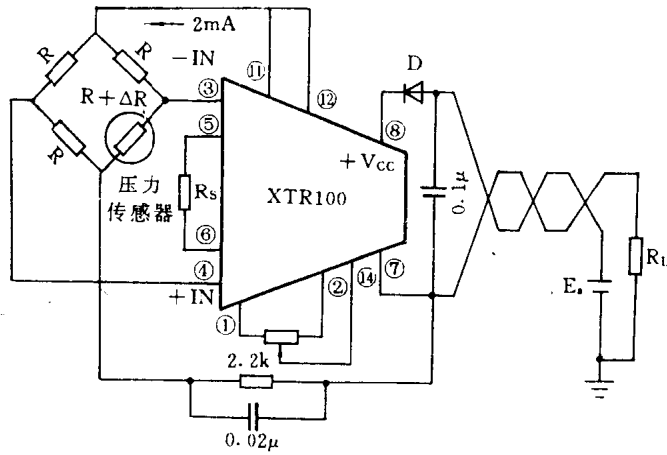 2mA
R
R
−IN
⑪
③
⑫
D
R+ΔR
⑤
⑧
R
+VCC
压力
传感器
RS
XTR100
0.1μ
⑥
④
⑦
RL
+IN
②
⑭
Es
①
2.2k
0.02μ